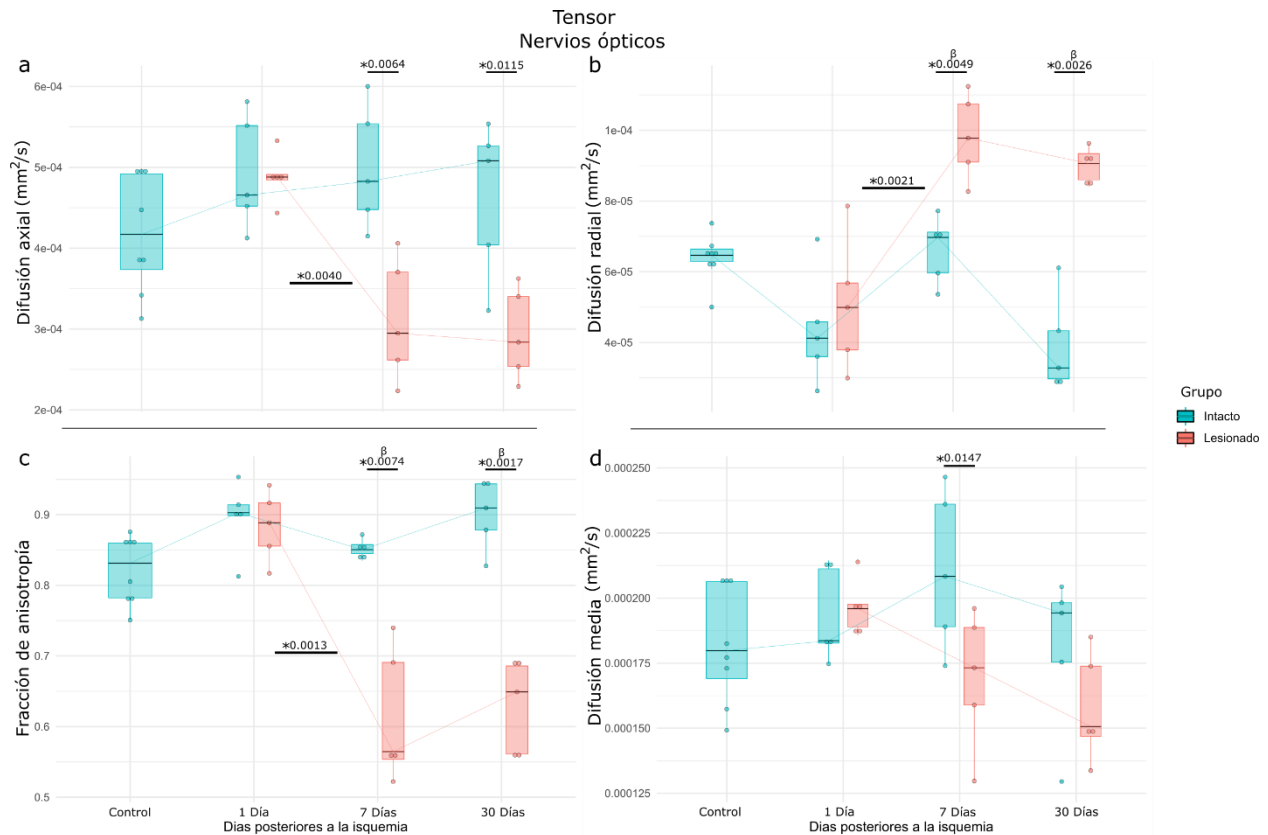 Tensor
Nervios ópticos
a
*0.0064
*0.0115
6e-04
5e-04
4e-04
3e-04
2e-04
Difusión axial (mm²/s)
*0.0040
b
β
*0.0049
β
*0.0026
1e-04
8e-05
6e-05
4e-05
Difusión radial (mm²/s)
*0.0021
Grupo
Intacto
Lesionado
c
β
*0.0074
β
*0.0017
0.9
0.8
0.7
0.6
0.5
Fracción de anisotropía
*0.0013
Control
1 Día
7 Días
30 Días
Dias posteriores a la isquemia
d
*0.0147
0.000250
0.000225
0.000200
0.000175
0.000150
0.000125
Difusión media (mm²/s)
Control
1 Día
7 Días
30 Días
Dias posteriores a la isquemia